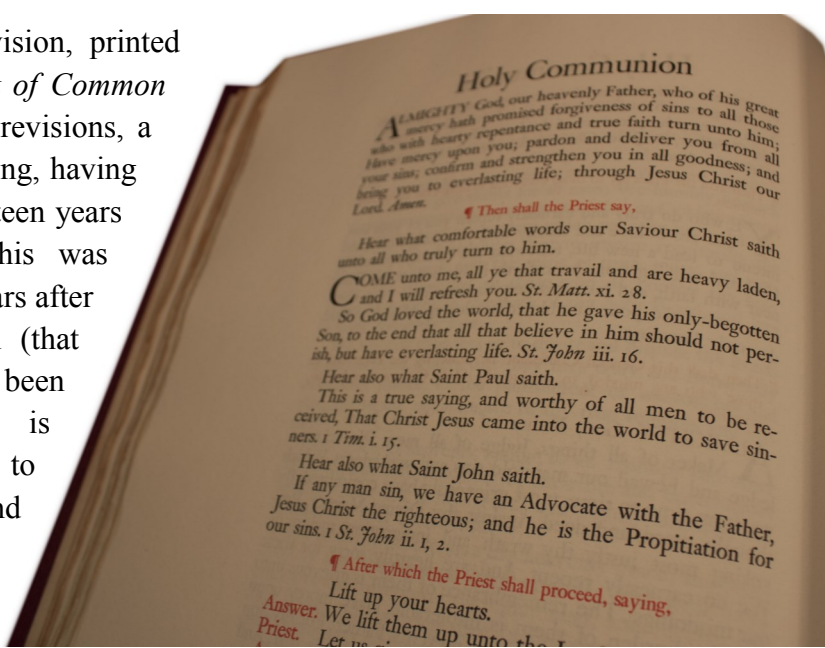 vision, printed
of Common
revisions, a
ng, having
teen years
his was
rs after
(that
been
is
to
nd
Holy Communion
ALMIGHTY God, our heavenly Father, who of his great
mercy hath promised forgiveness of sins to all those
who with hearty repentance and true faith turn unto him;
Have mercy upon you; pardon and deliver you from all
your sins; confirm and strengthen you in all goodness; and
bring you to everlasting life; through Jesus Christ our
Lord. Amen.
¶ Then shall the Priest say,
Hear what comfortable words our Saviour Christ saith
unto all who truly turn to him.
COME unto me, all ye that travail and are heavy laden,
and I will refresh you. St. Matt. xi. 28.
So God loved the world, that he gave his only-begotten
Son, to the end that all that believe in him should not per-
ish, but have everlasting life. St. John iii. 16.
Hear also what Saint Paul saith.
This is a true saying, and worthy of all men to be re-
ceived, That Christ Jesus came into the world to save sin-
ners. 1 Tim. i. 15.
Hear also what Saint John saith.
If any man sin, we have an Advocate with the Father,
Jesus Christ the righteous; and he is the Propitiation for
our sins. 1 St. John ii. 1, 2.
¶ After which the Priest shall proceed, saying,
Lift up your hearts.
Answer. We lift them up unto the
Priest. Let us